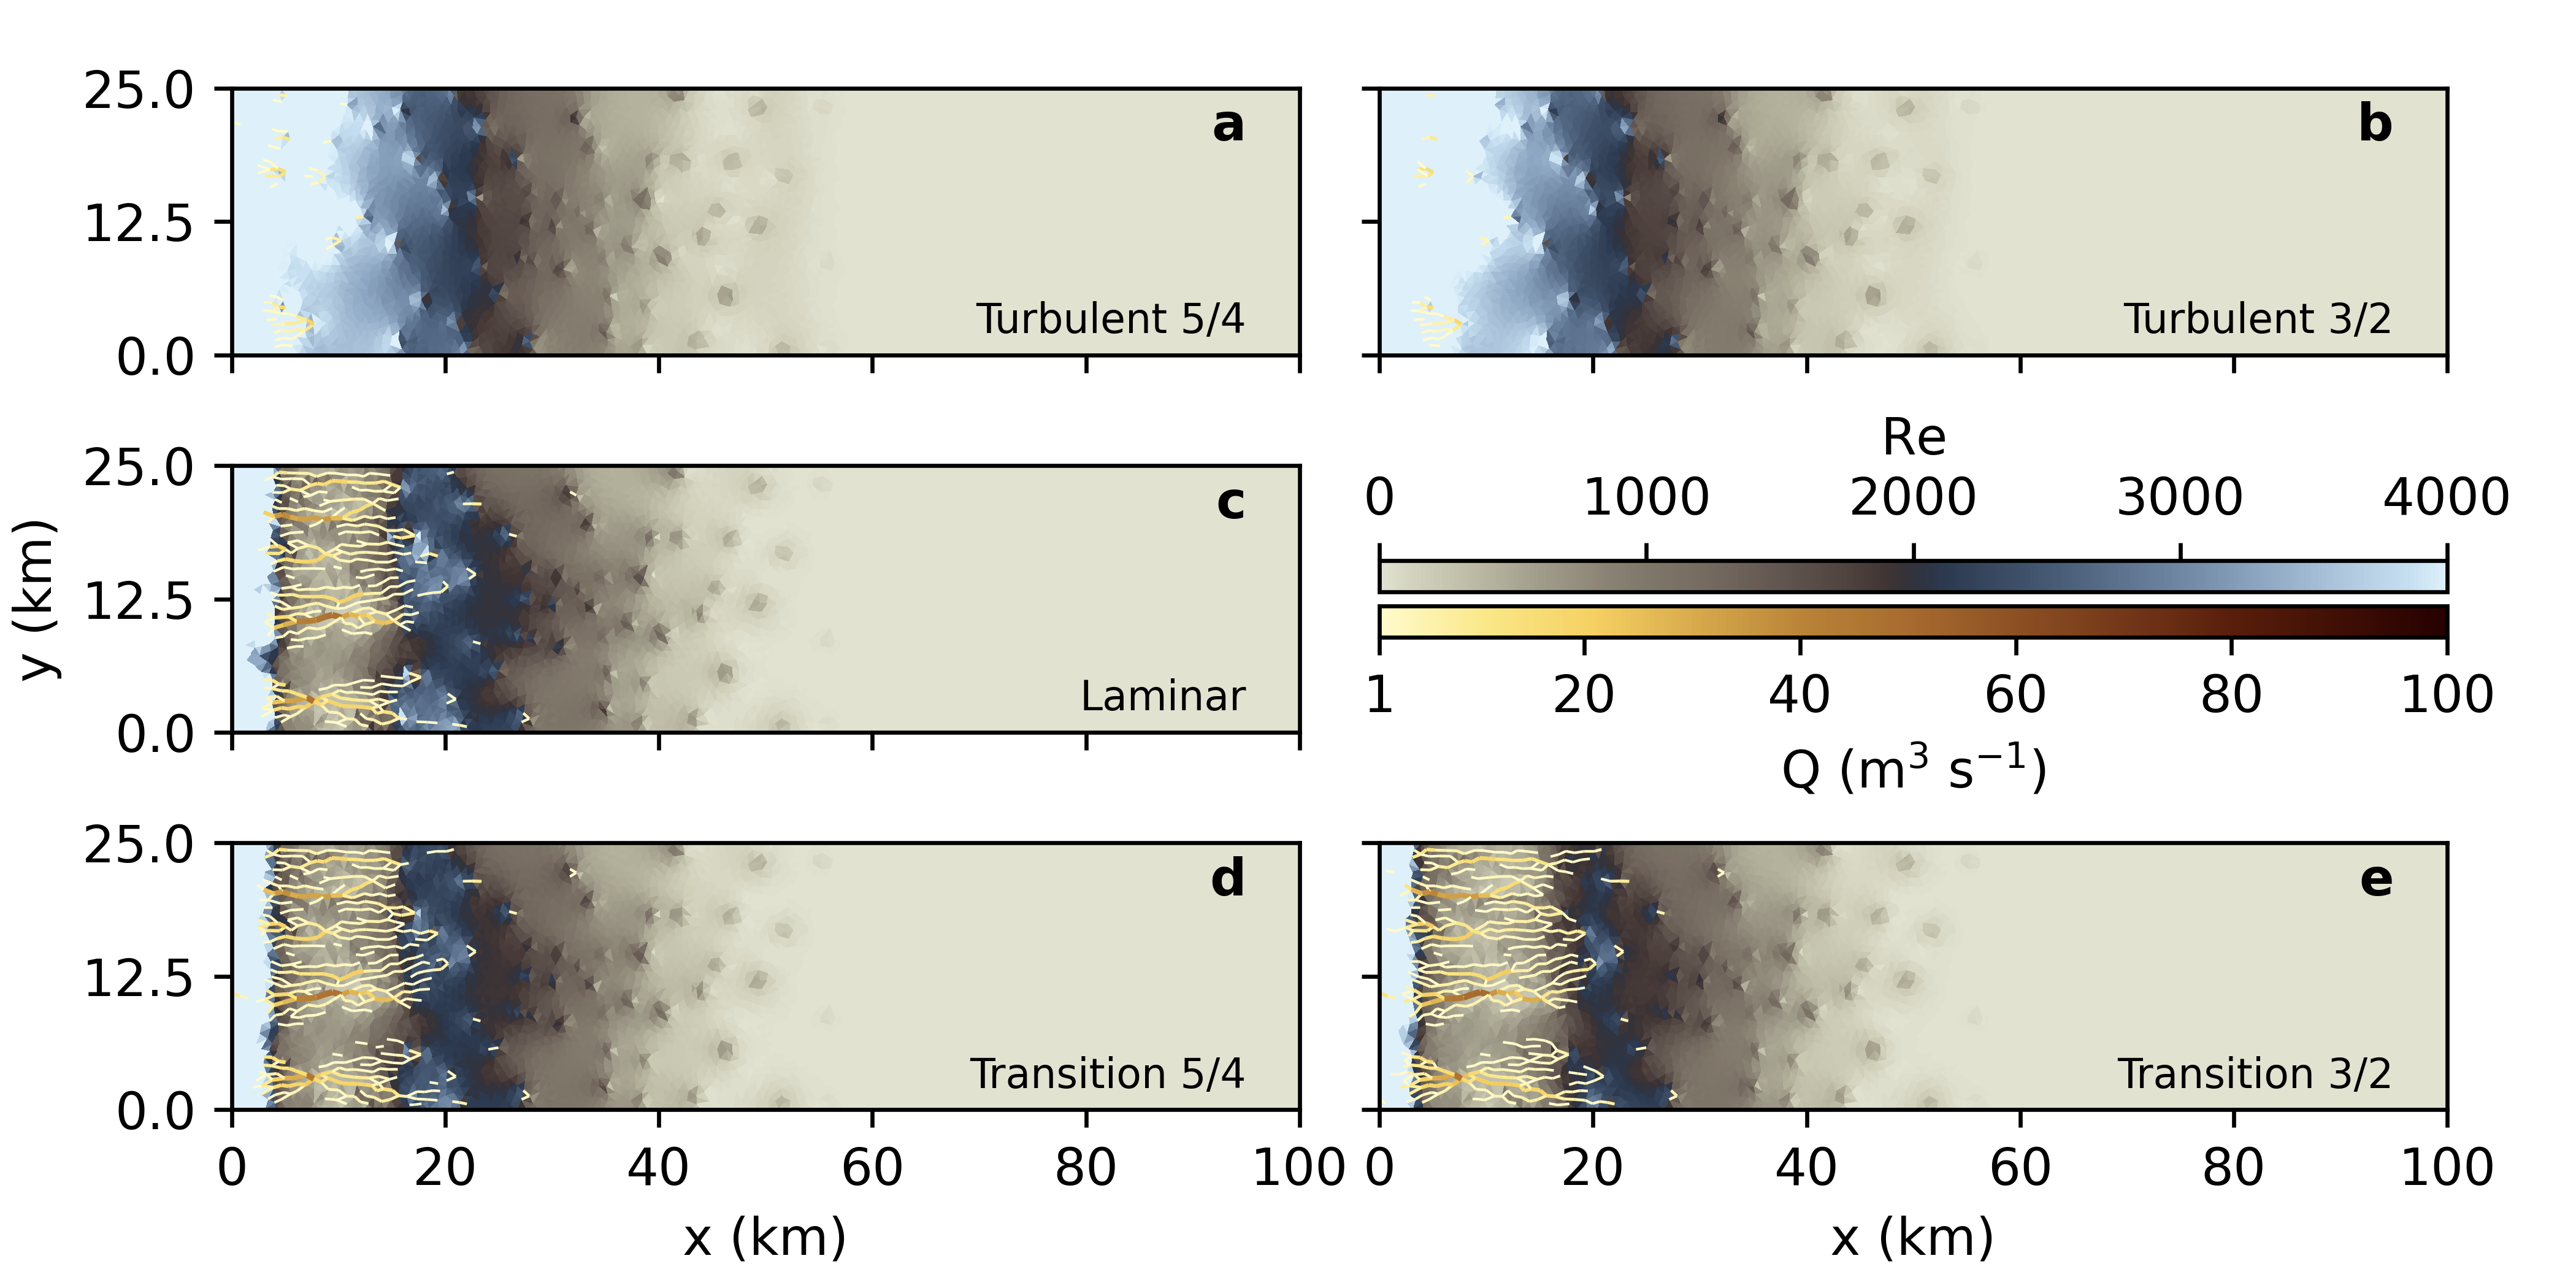 25.0
12.5
0.0
a
Turbulent 5/4
b
Turbulent 3/2
25.0
12.5
0.0
y (km)
c
Laminar
Re
0 1000 2000 3000 4000
1 20 40 60 80 100
Q (m³ s⁻¹)
25.0
12.5
0.0
d
Transition 5/4
0 20 40 60 80 100
x (km)
e
Transition 3/2
0 20 40 60 80 100
x (km)